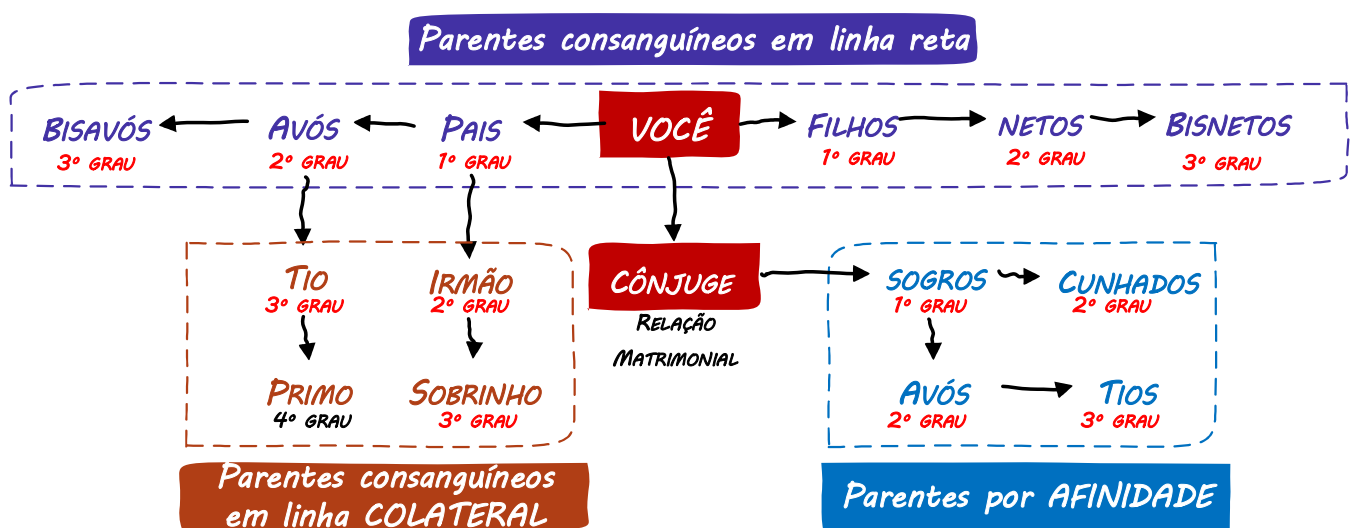 Parentes consanguíneos em linha reta
BISAVÓS AVÓS PAIS VOCÊ FILHOS NETOS BISNETOS
3º GRAU 2º GRAU 1º GRAU 1º GRAU 2º GRAU 3º GRAU
TIO IRMÃO CÔNJUGE SOGROS CUNHADOS
3º GRAU 2º GRAU 1º GRAU 2º GRAU
RELAÇÃO
MATRIMONIAL
PRIMO SOBRINHO AVÓS TIOS
4º GRAU 3º GRAU 2º GRAU 3º GRAU
Parentes consanguíneos
em linha COLATERAL
Parentes por AFINIDADE